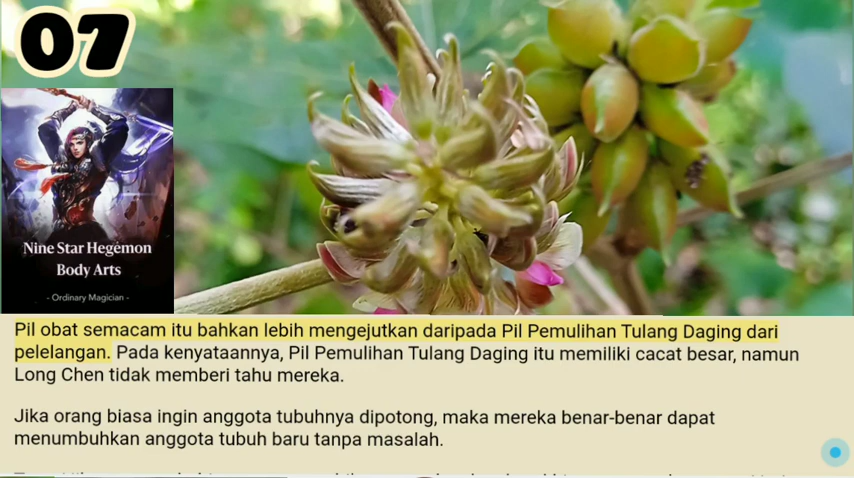 07
Nine Star Hegemon
Body Arts
- Ordinary Magician -
Pil obat semacam itu bahkan lebih mengejutkan daripada Pil Pemulihan Tulang Daging dari
pelelangan. Pada kenyataannya, Pil Pemulihan Tulang Daging itu memiliki cacat besar, namun
Long Chen tidak memberi tahu mereka.
Jika orang biasa ingin anggota tubuhnya dipotong, maka mereka benar-benar dapat
menumbuhkan anggota tubuh baru tanpa masalah.